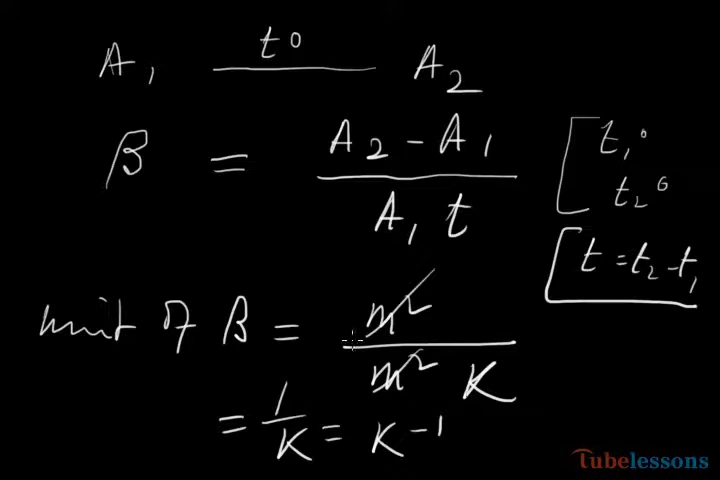 A₁ t° A₂
β = (A₂ - A₁) / (A₁ t)
[ t₁°
t₂°
[ t = t₂ - t₁
unit of β = m² / (m² K)
= 1/K = K⁻¹
Tubelessons